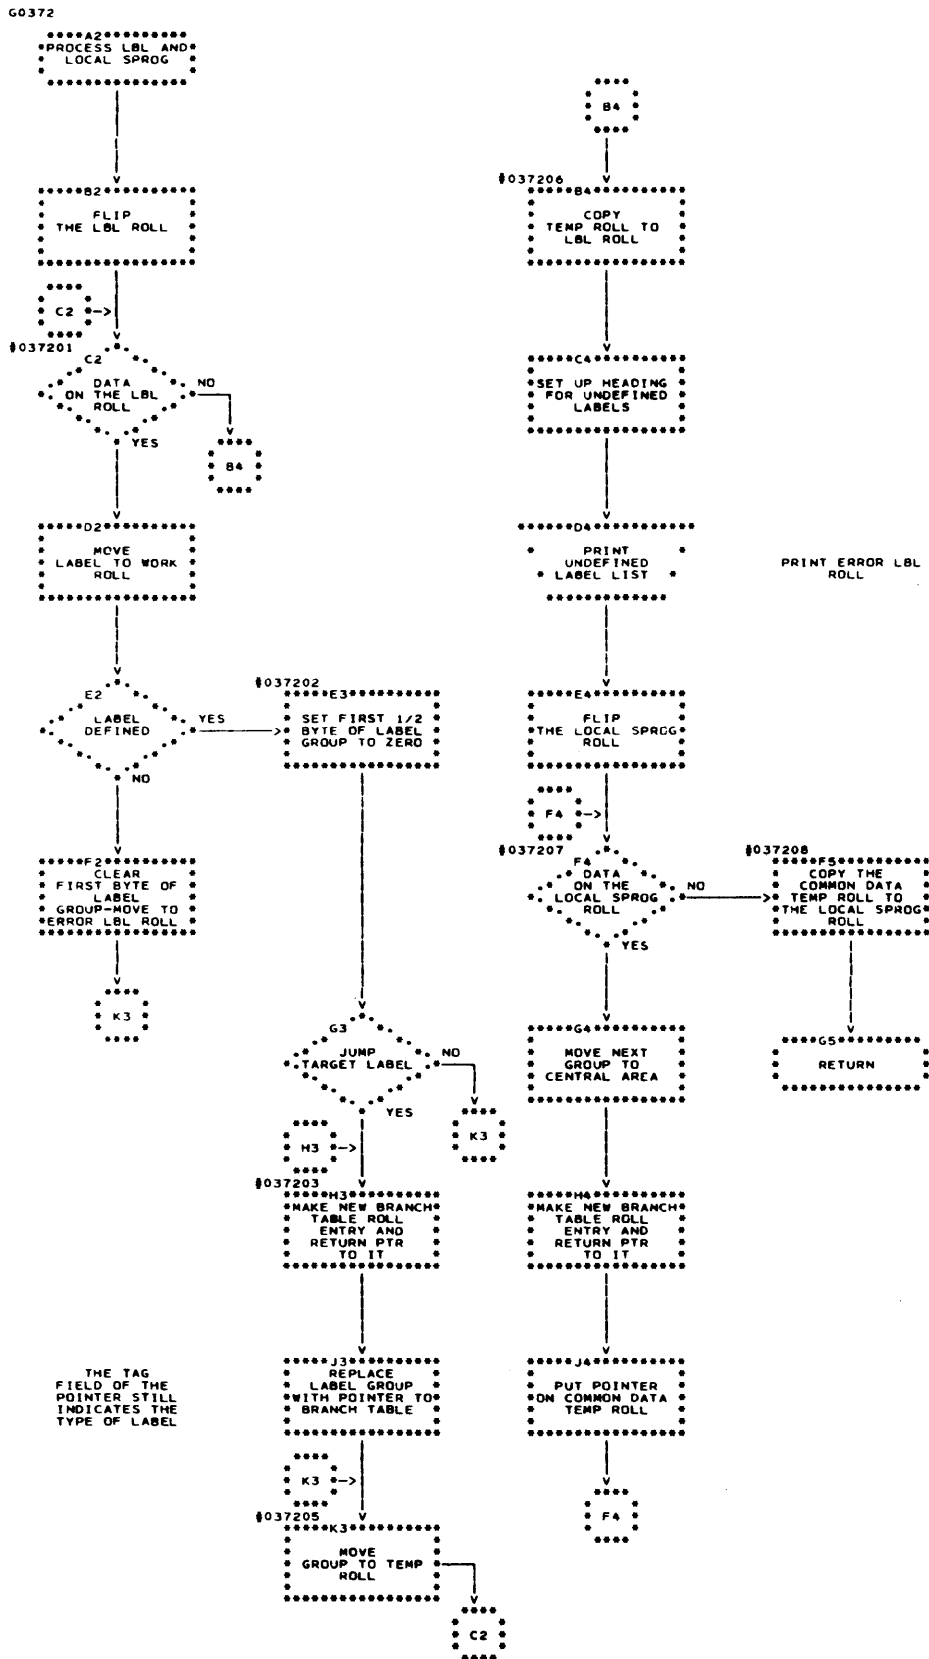 G0372
A2
PROCESS LBL AND
LOCAL SPROG
B2
FLIP
THE LBL ROLL
C2
#037201
C2
DATA
ON THE LBL
ROLL
NO
YES
B4
D2
MOVE
LABEL TO WORK
ROLL
E2
LABEL
DEFINED
YES
NO
F2
CLEAR
FIRST BYTE OF
LABEL
GROUP-MOVE TO
ERROR LBL ROLL
K3
#037202
E3
SET FIRST 1/2
BYTE OF LABEL
GROUP TO ZERO
G3
JUMP
TARGET LABEL
NO
YES
K3
H3
#037203
H3
MAKE NEW BRANCH
TABLE ROLL
ENTRY AND
RETURN PTR
TO IT
J3
REPLACE
LABEL GROUP
WITH POINTER TO
BRANCH TABLE
THE TAG
FIELD OF THE
POINTER STILL
INDICATES THE
TYPE OF LABEL
K3
#037205
K3
MOVE
GROUP TO TEMP
ROLL
C2
B4
#037206
B4
COPY
TEMP ROLL TO
LBL ROLL
C4
SET UP HEADING
FOR UNDEFINED
LABELS
D4
PRINT
UNDEFINED
LABEL LIST
PRINT ERROR LBL
ROLL
E4
FLIP
THE LOCAL SPROG
ROLL
F4
#037207
F4
DATA
ON THE
LOCAL SPROG
ROLL
NO
YES
#037208
F5
COPY THE
COMMON DATA
TEMP ROLL TO
THE LOCAL SPROG
ROLL
G5
RETURN
G4
MOVE NEXT
GROUP TO
CENTRAL AREA
H4
MAKE NEW BRANCH
TABLE ROLL
ENTRY AND
RETURN PTR
TO IT
J4
PUT POINTER
ON COMMON DATA
TEMP ROLL
F4